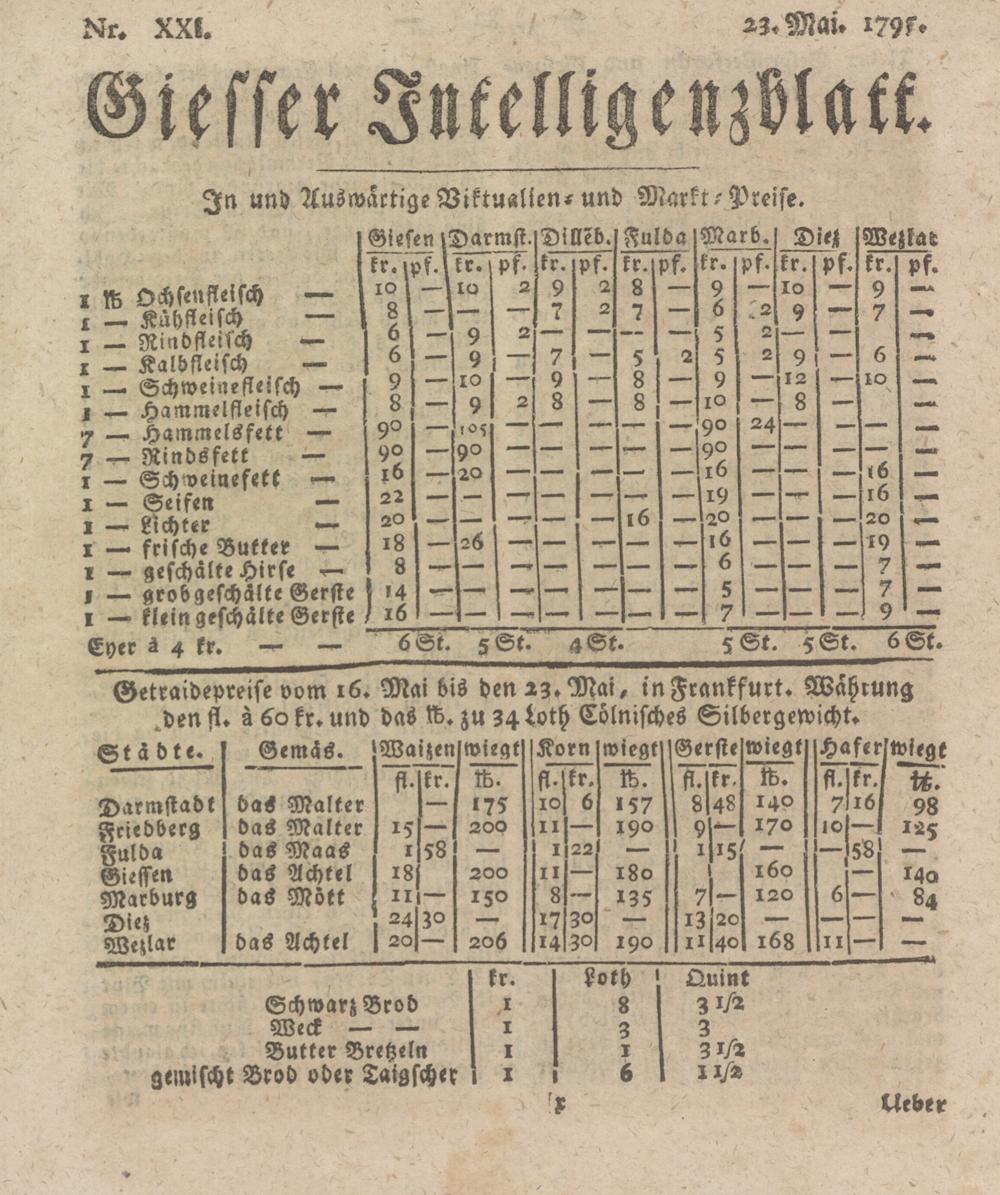 Nr. XXI. 23. Mai. 1795.
Giesser Intelligenzblatt.
In und Auswärtige Viktualien- und Markt-Preise.
Giesen Darmst. Dilleb. Fulda Marb. Diez Wezlar
kr. pf. kr. pf. kr. pf. kr. pf. kr. pf. kr. pf. kr. pf.
1 ℔ Ochsenfleisch — 10 — 10 2 9 2 8 — 9 — 10 — 9 —
1 — Kühfleisch — 8 — — — 7 2 7 — 6 2 9 — 7 —
1 — Rindfleisch — 6 — 9 2 — — — — 5 2 — — — —
1 — Kalbfleisch — 6 — 9 — 7 — 5 2 5 2 9 — 6 —
1 — Schweinefleisch — 9 — 10 — 9 — 8 — 9 — 12 — 10 —
1 — Hammelfleisch — 8 — 9 2 8 — 8 — 10 — 8 —
7 — Hammelsfett — 90 — 105 — — — — — 90 24 — — — —
7 — Rindsfett — 90 — 90 — — — — — 90 — — — — —
1 — Schweinefett — 16 — 20 — — — — — 16 — — — 16 —
1 — Seifen — 22 — — — — — — — 19 — — — 16 —
1 — Lichter — 20 — — — — — 16 — 20 — — — 20 —
1 — frische Butter — 18 — 26 — — — — — 16 — — — 19 —
1 — geschälte Hirse — 8 — — — — — — — 6 — — — 7 —
1 — grobgeschälte Gerste 14 — — — — — — — 5 — — — 7 —
1 — kleingeschälte Gerste 16 — — — — — — — 7 — — — 9 —
Eyer à 4 kr. — — 6 St. 5 St. 4 St. 5 St. 5 St. 6 St.
Getraidepreise vom 16. Mai bis den 23. Mai, in Frankfurt. Währung
den fl. à 60 kr. und das ℔. zu 34 Loth Cölnisches Silbergewicht.
Städte. Gemäs. Waizen wiegt Korn wiegt Gerste wiegt Hafer wiegt
fl. kr. ℔. fl. kr. ℔. fl. kr. ℔. fl. kr. ℔.
Darmstadt das Malter — 175 10 6 157 8 48 140 7 16 98
Friedberg das Malter 15 — 200 11 — 190 9 — 170 10 — 125
Fulda das Maas 1 58 — 1 22 — 1 15 — — 58 —
Giessen das Achtel 18 200 11 — 180 160 — 140
Marburg das Mött 11 — 150 8 — 135 7 — 120 6 — 84
Diez 24 30 — 17 30 — 13 20 — — — —
Wezlar das Achtel 20 — 206 14 30 190 11 40 168 11 — —
kr. Loth Quint
Schwarz Brod 1 8 3 1/2
Weck — — 1 3 3
Butter Bretzeln 1 1 3 1/2
gemischt Brod oder Taigscher 1 6 1 1/2
x Ueber